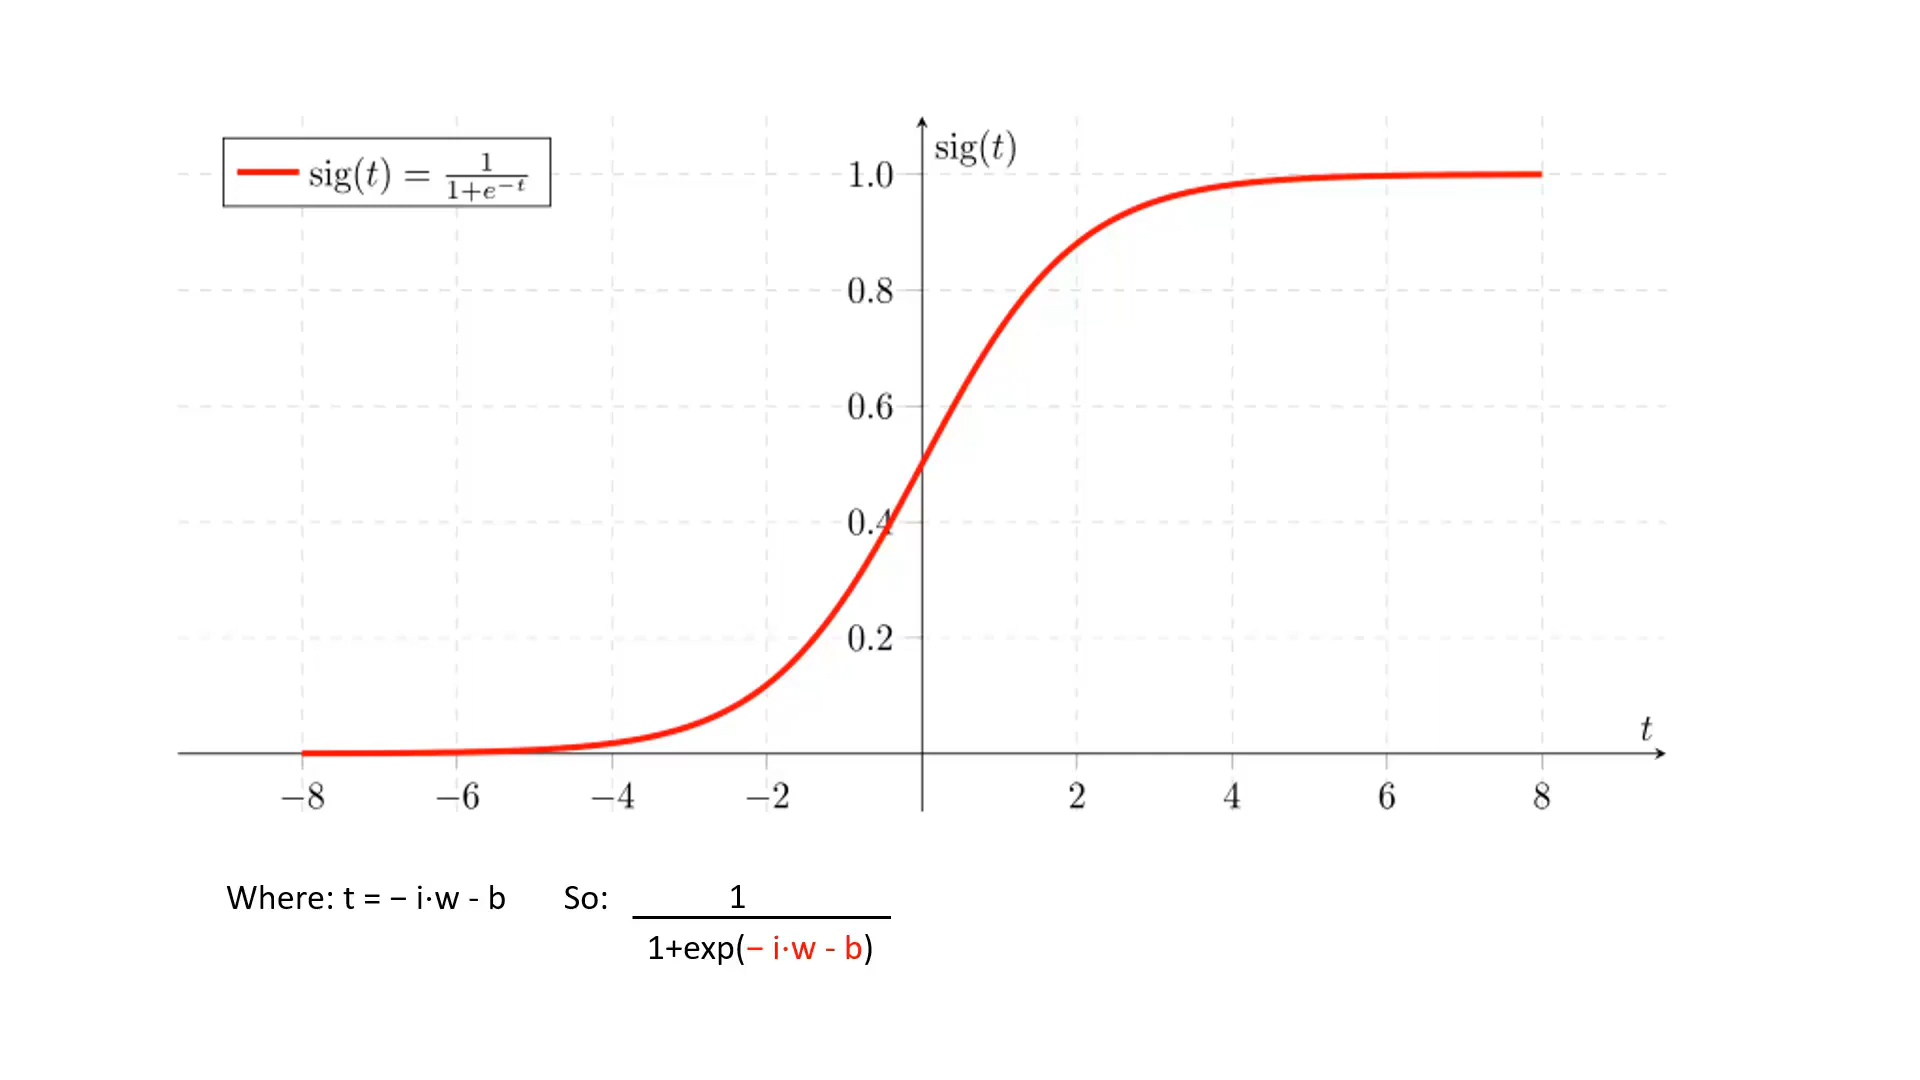 sig(t)
sig(t) = 1/(1+e^−t)
1.0
0.8
0.6
0.4
0.2
t
−8 −6 −4 −2 2 4 6 8
Where: t = − i·w - b So: 1
1+exp(− i·w - b)